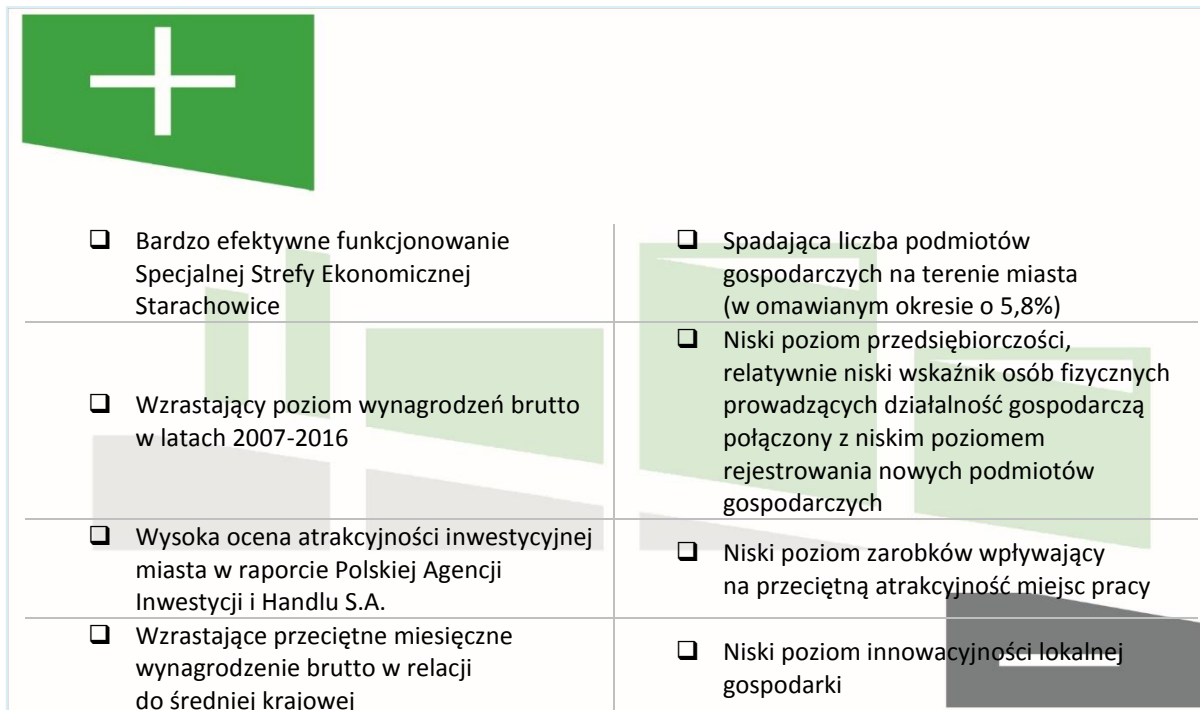 ❑ Bardzo efektywne funkcjonowanie
Specjalnej Strefy Ekonomicznej
Starachowice
❑ Spadająca liczba podmiotów
gospodarczych na terenie miasta
(w omawianym okresie o 5,8%)
❑ Wzrastający poziom wynagrodzeń brutto
w latach 2007-2016
❑ Niski poziom przedsiębiorczości,
relatywnie niski wskaźnik osób fizycznych
prowadzących działalność gospodarczą
połączony z niskim poziomem
rejestrowania nowych podmiotów
gospodarczych
❑ Wysoka ocena atrakcyjności inwestycyjnej
miasta w raporcie Polskiej Agencji
Inwestycji i Handlu S.A.
❑ Niski poziom zarobków wpływający
na przeciętną atrakcyjność miejsc pracy
❑ Wzrastające przeciętne miesięczne
wynagrodzenie brutto w relacji
do średniej krajowej
❑ Niski poziom innowacyjności lokalnej
gospodarki